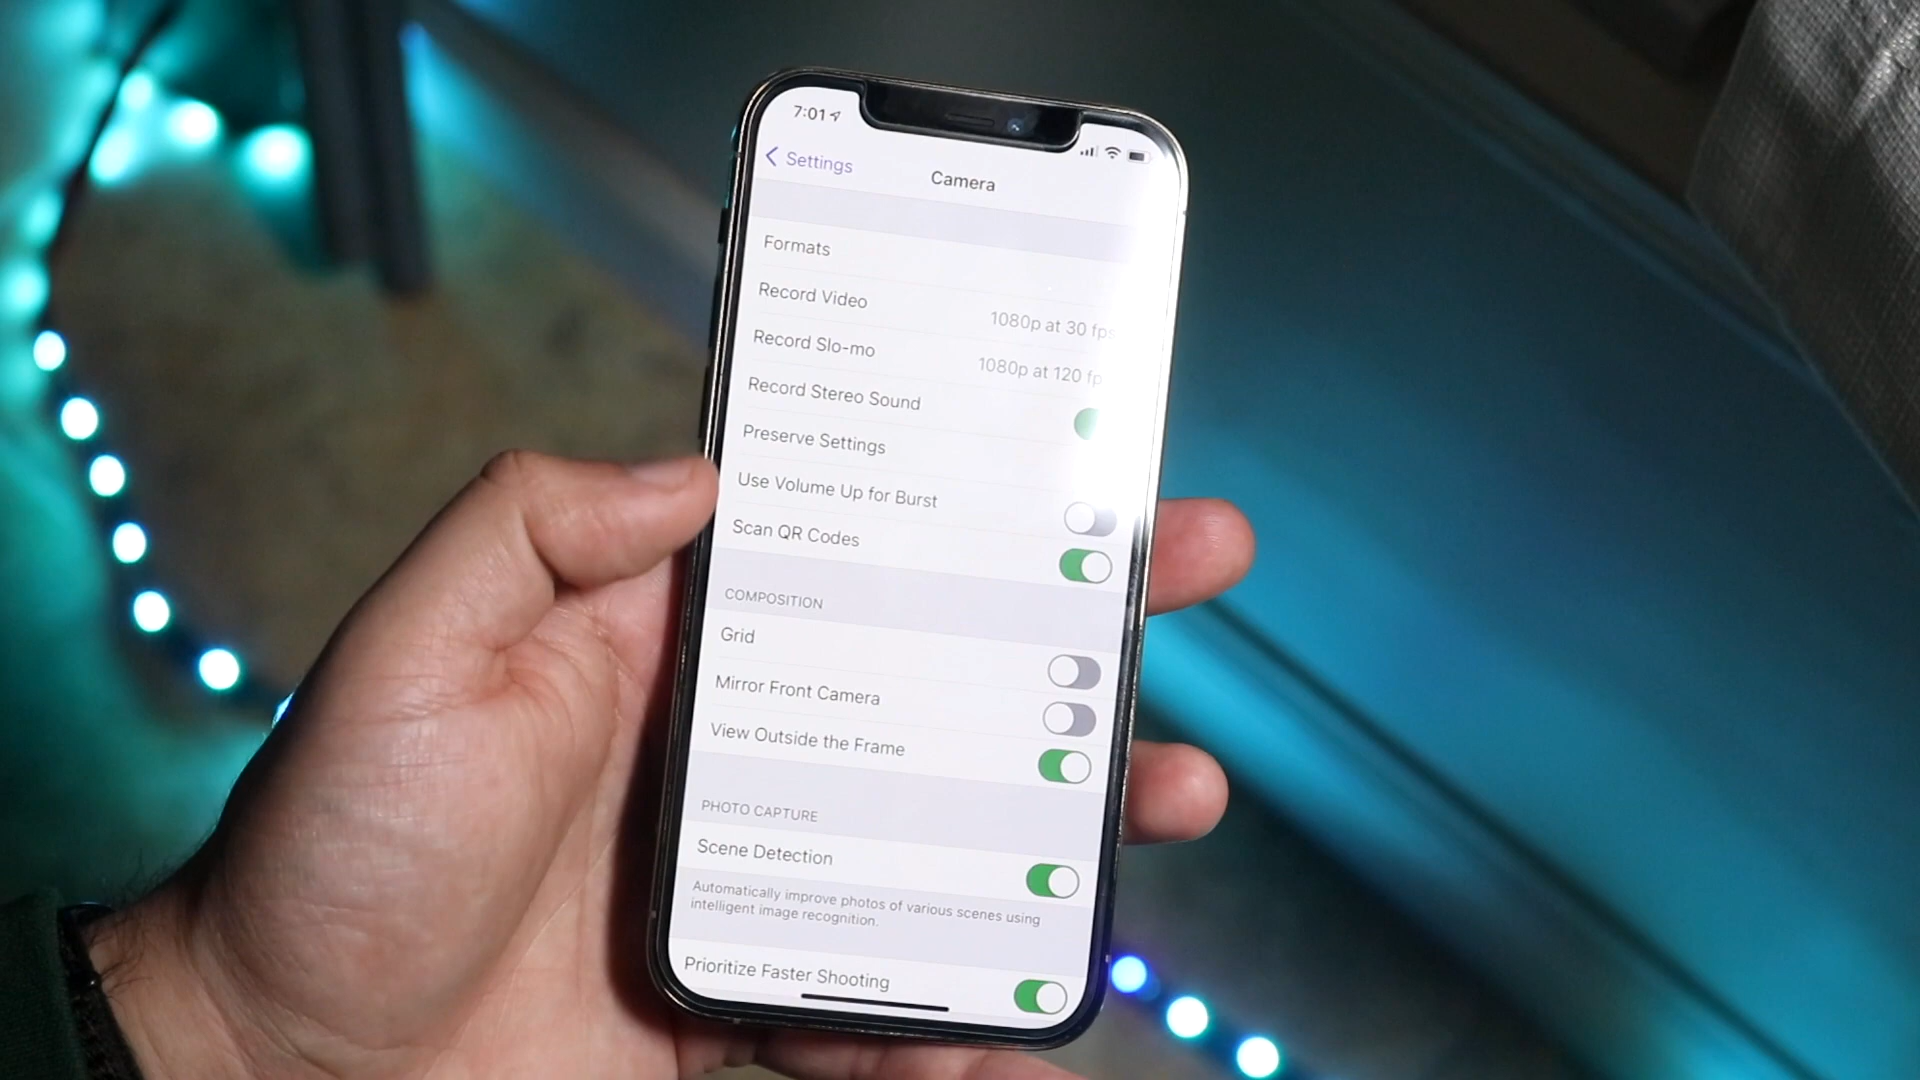 7:01
Settings
Camera
Formats
Record Video
1080p at 30 fps
Record Slo-mo
1080p at 120 fp
Record Stereo Sound
Preserve Settings
Use Volume Up for Burst
Scan QR Codes
COMPOSITION
Grid
Mirror Front Camera
View Outside the Frame
PHOTO CAPTURE
Scene Detection
Automatically improve photos of various scenes using
intelligent image recognition.
Prioritize Faster Shooting